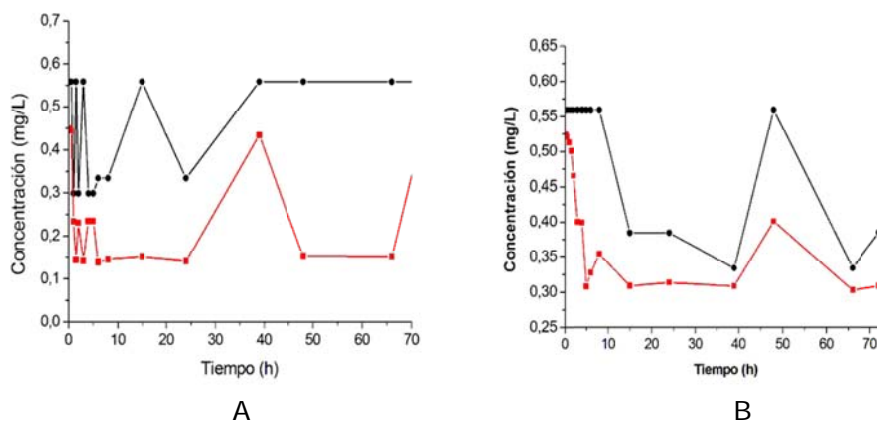 0,7
0,6
0,5
0,4
0,3
0,2
0,1
0,0
Concentración (mg/L)
0 10 20 30 40 50 60 70
Tiempo (h)
A
0,65
0,60
0,55
0,50
0,45
0,40
0,35
0,30
0,25
Concentración (mg/L)
0 10 20 30 40 50 60 70
Tiempo (h)
B